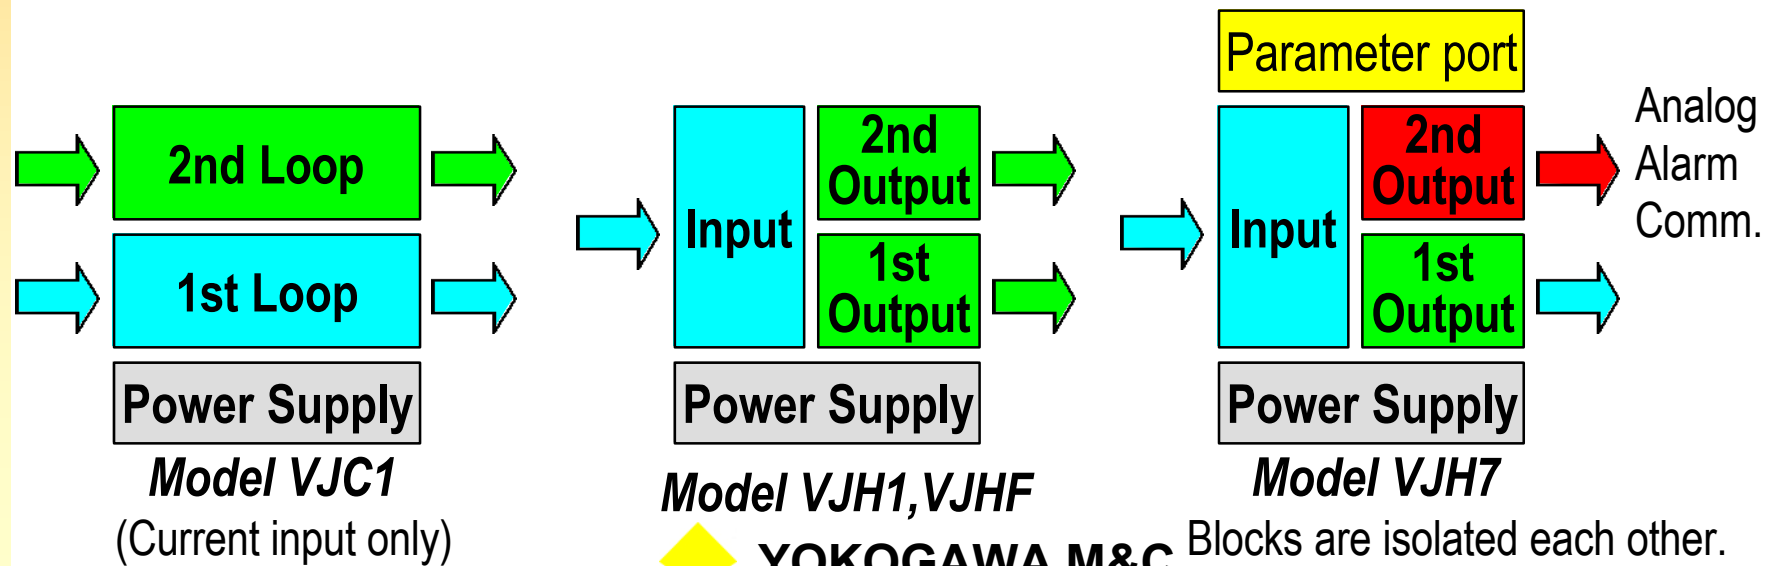 2nd Loop
1st Loop
Power Supply
Model VJC1
(Current input only)
Input
2nd
Output
1st
Output
Power Supply
Model VJH1,VJHF
YOKOGAWA M&C
Parameter port
Input
2nd
Output
1st
Output
Power Supply
Analog
Alarm
Comm.
Model VJH7
Blocks are isolated each other.